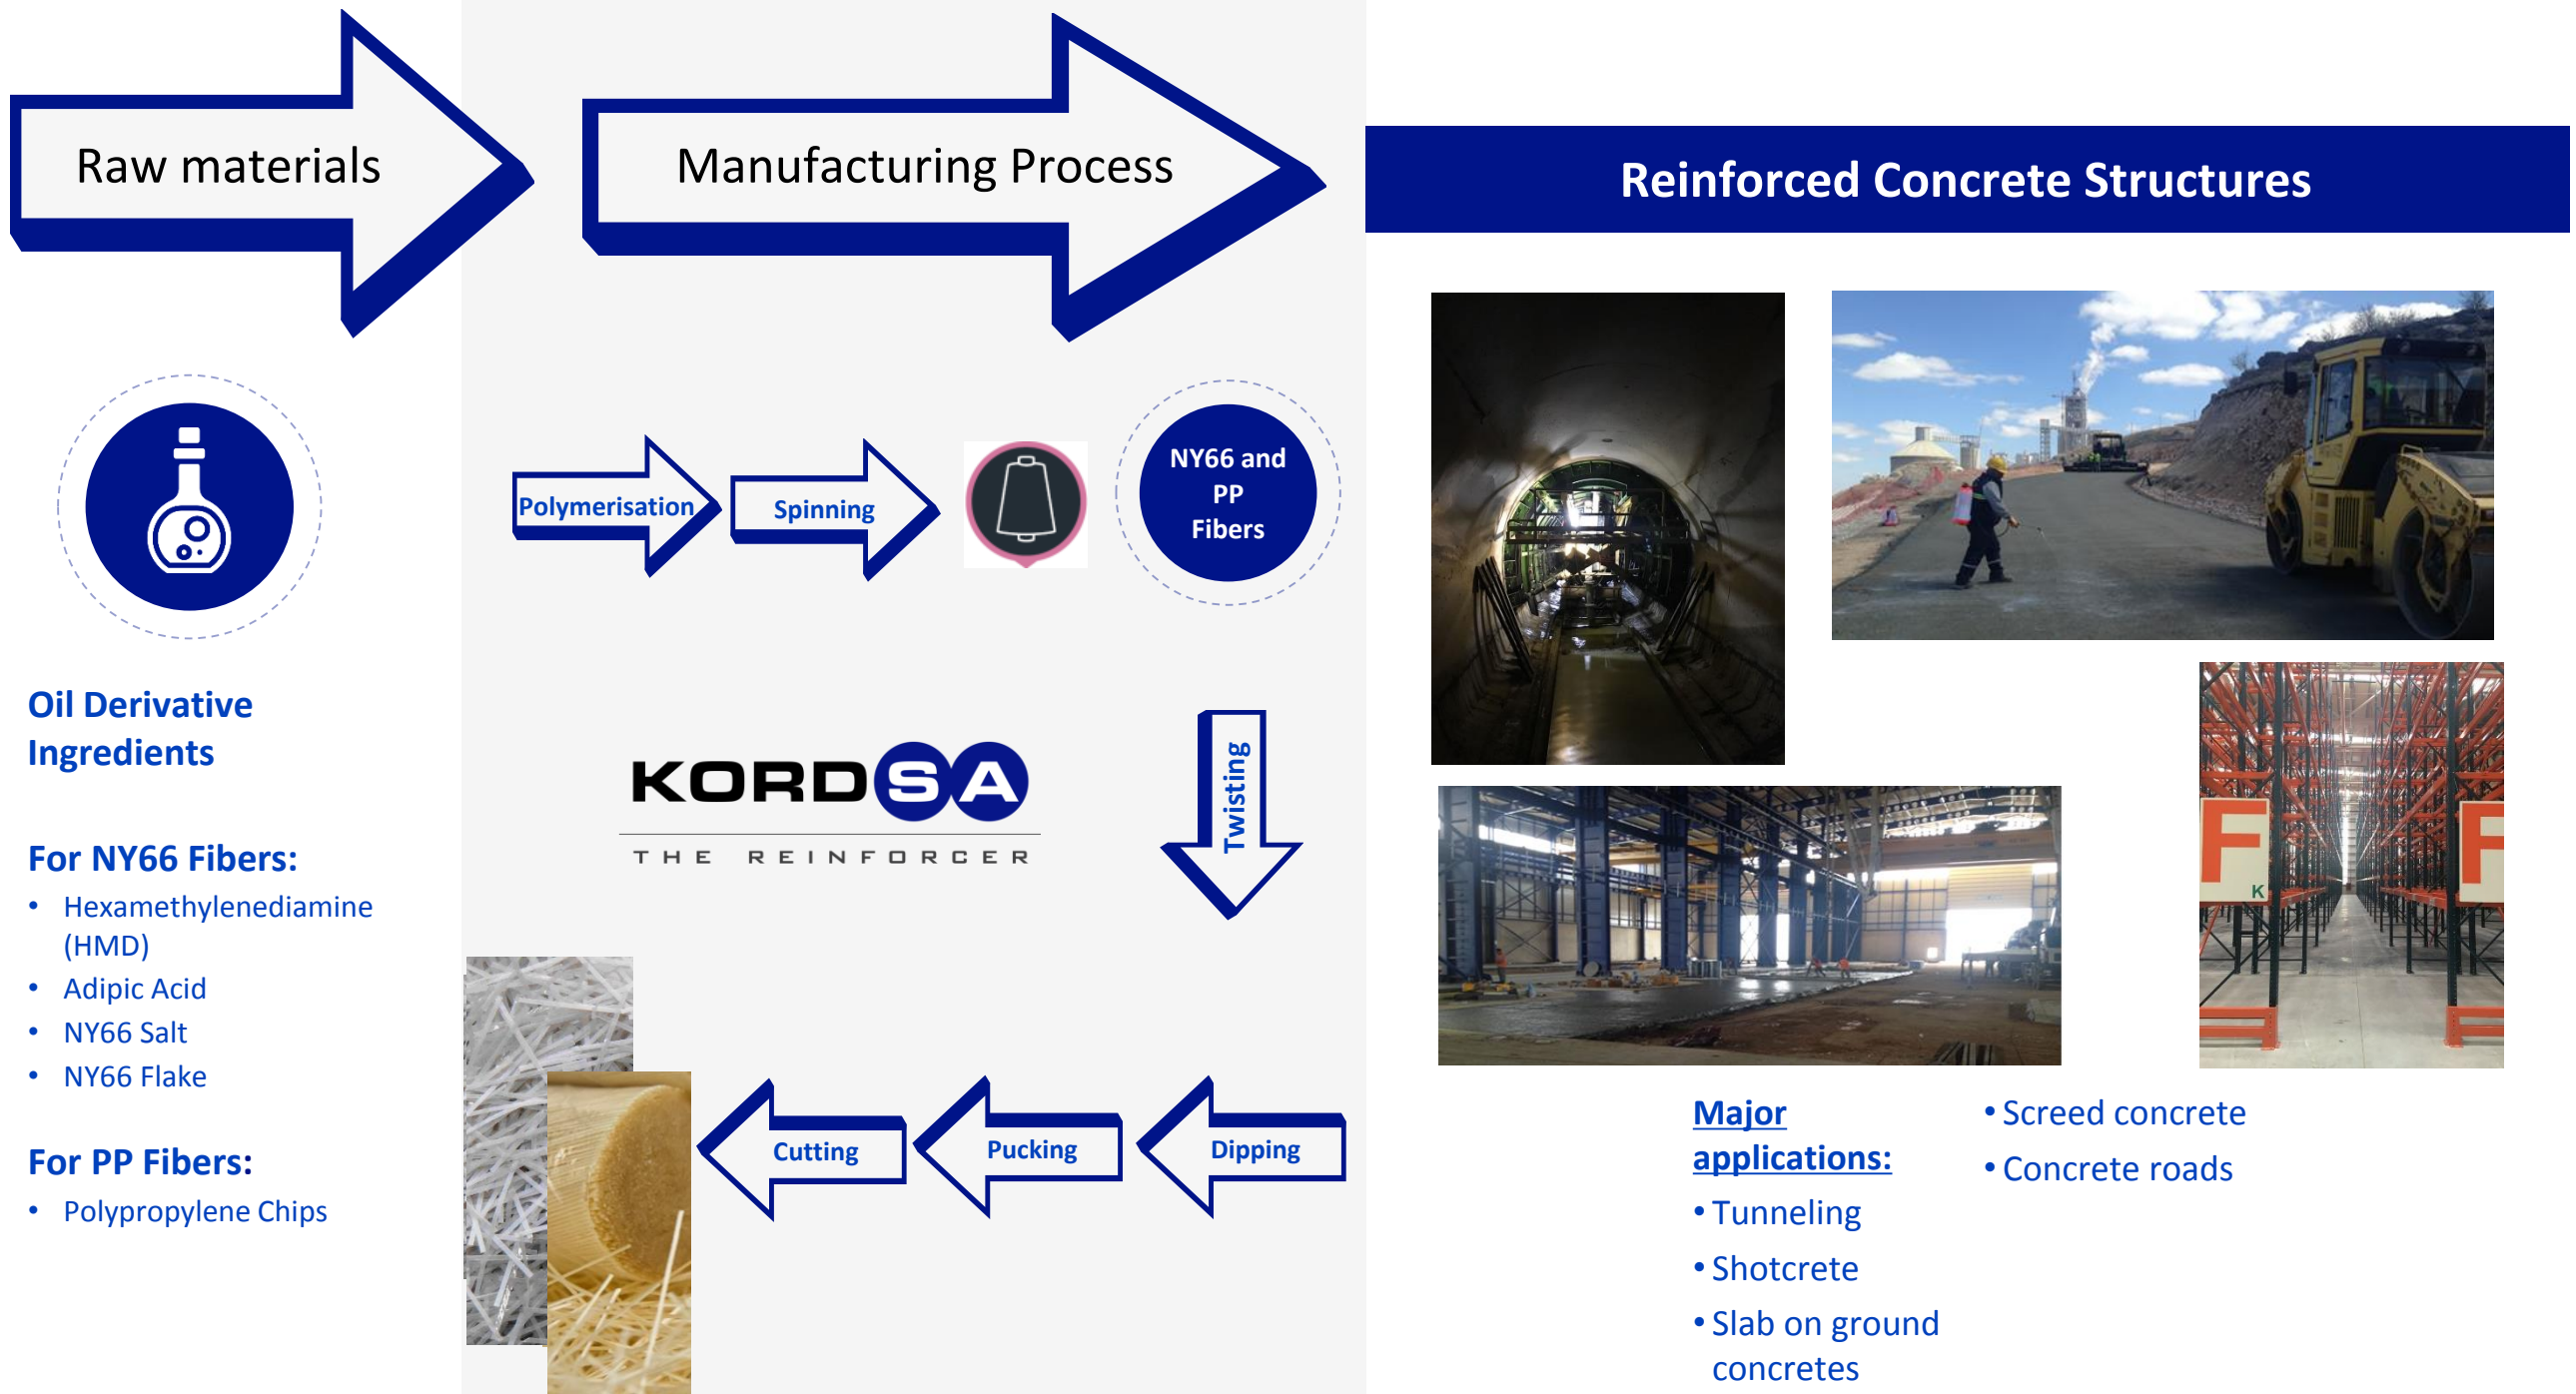 Raw materials
Manufacturing Process
Reinforced Concrete Structures
Polymerisation
Spinning
NY66 and
PP
Fibers
Oil Derivative
Ingredients
For NY66 Fibers:
• Hexamethylenediamine
(HMD)
• Adipic Acid
• NY66 Salt
• NY66 Flake
For PP Fibers:
• Polypropylene Chips
KORDSA
THE REINFORCER
Twisting
Cutting
Pucking
Dipping
F
K
F
Major
applications:
• Tunneling
• Shotcrete
• Slab on ground
concretes
• Screed concrete
• Concrete roads